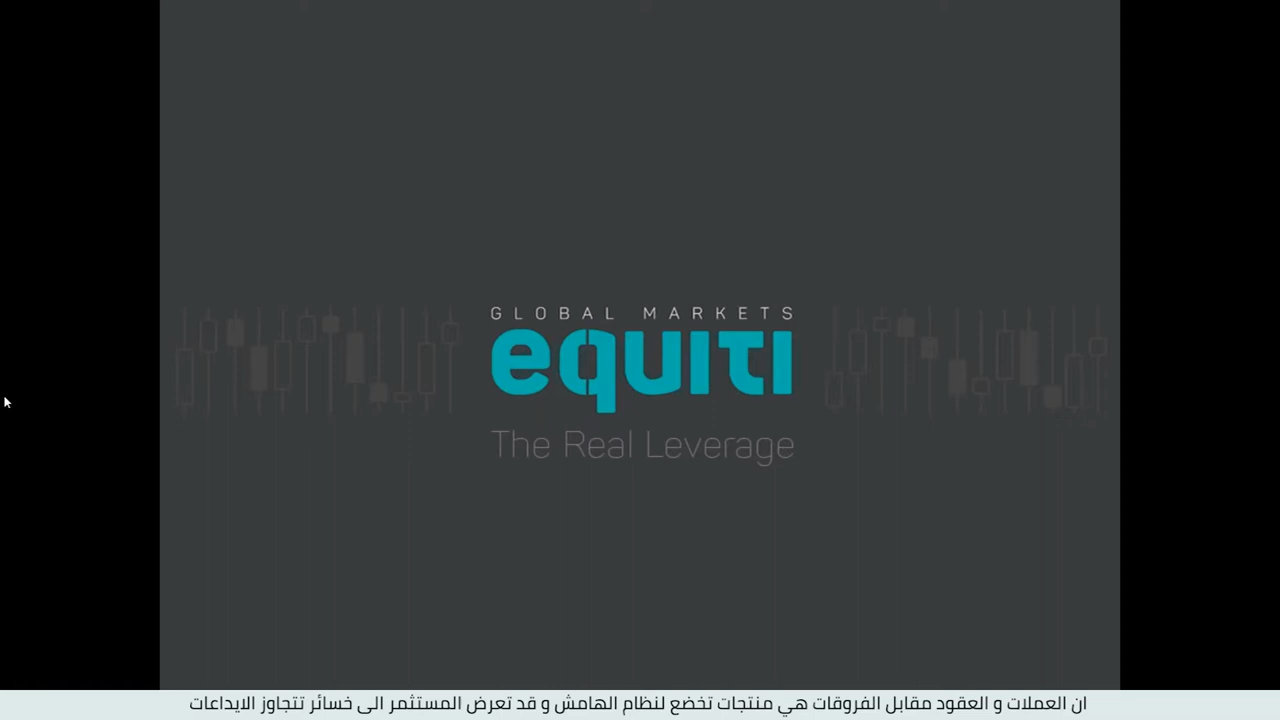 GLOBAL MARKETS
equiti
The Real Leverage
ان العملات و العقود مقابل الفروقات هي منتجات تخضع لنظام الهامش و قد تعرض المستثمر الى خسائر تتجاوز الايداعات